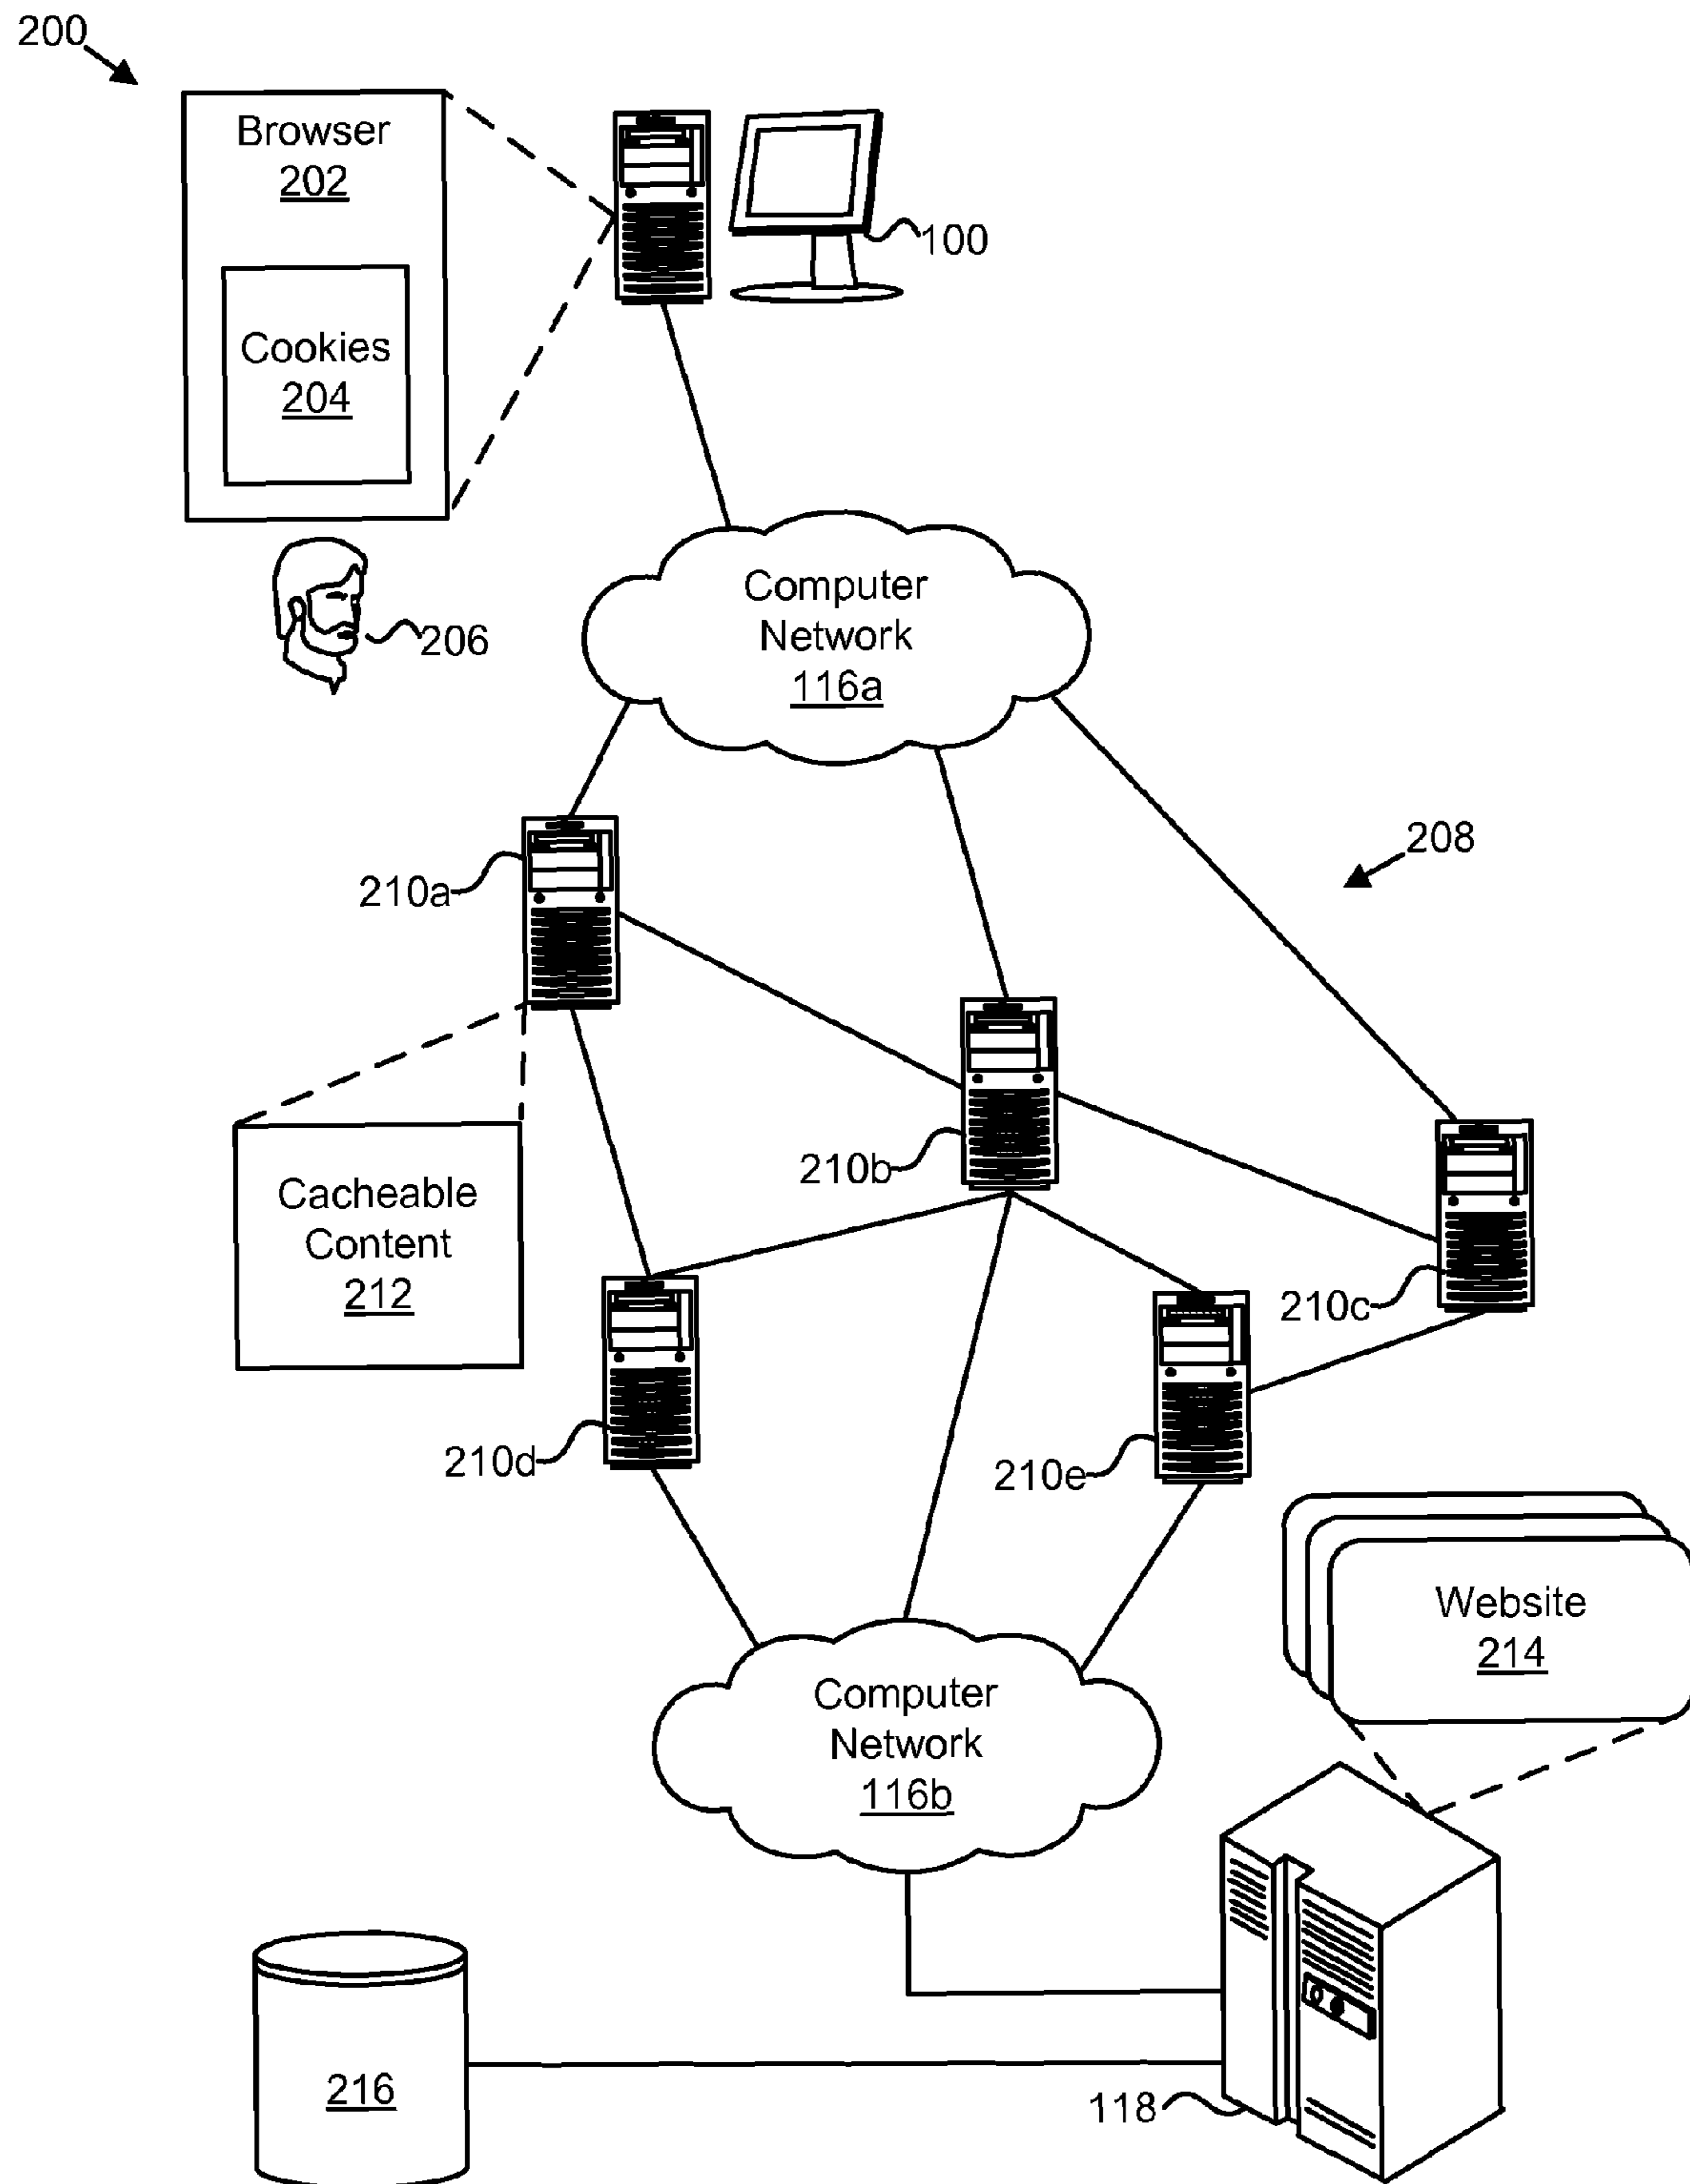 200
Browser
202
Cookies
204
100
206
Computer
Network
116a
208
210a
210b
Cacheable
Content
212
210c
210d
210e
Website
214
Computer
Network
116b
216
118